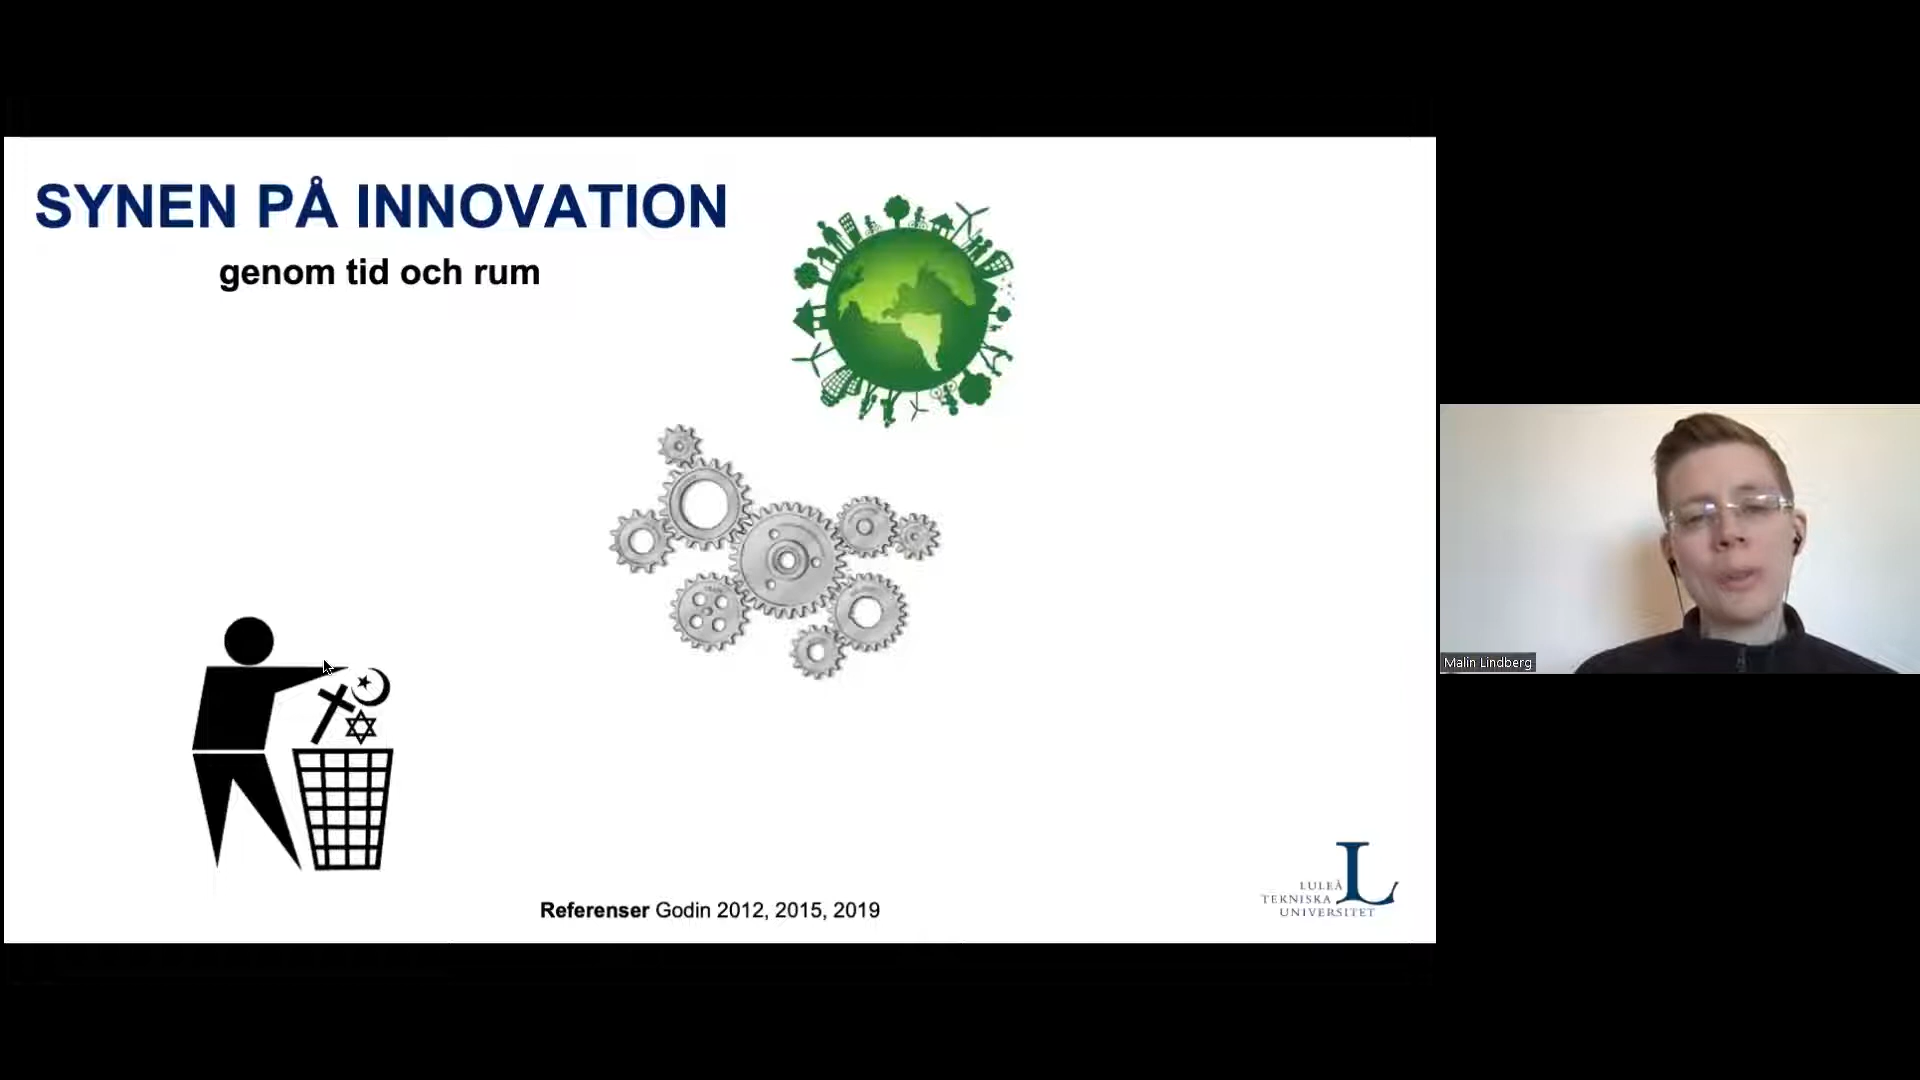 SYNEN PÅ INNOVATION
genom tid och rum
Referenser Godin 2012, 2015, 2019
LULEÅ
TEKNISKA
UNIVERSITET
L
Malin Lindberg